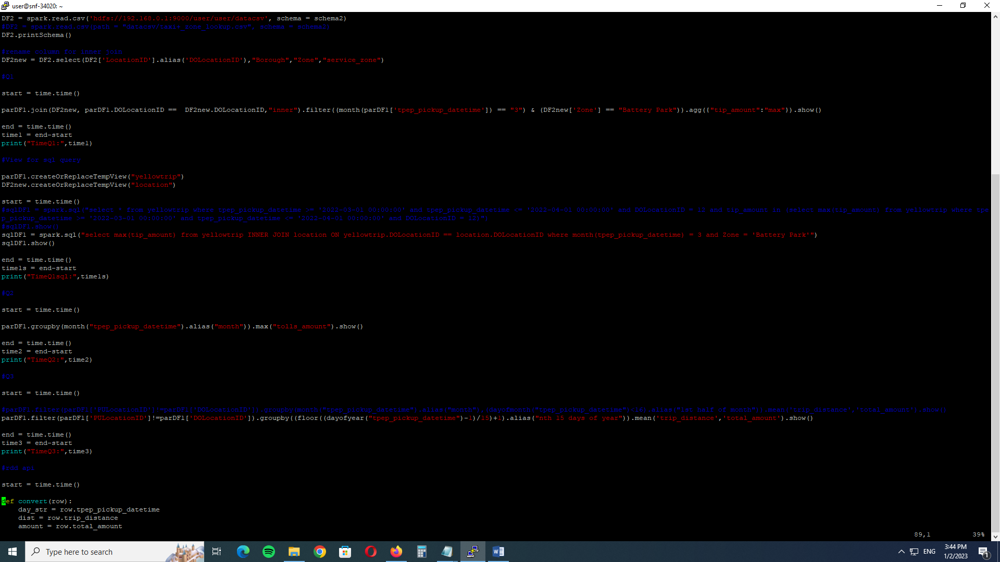 user@snf-34020: ~
DF2 = spark.read.csv('hdfs://192.168.0.1:9000/user/user/datacsv', schema = schema2)
#DF2 = spark.read.csv(path = "datacsv/taxi+_zone_lookup.csv", schema = schema2)
DF2.printSchema()
#rename column for inner join
DF2new = DF2.select(DF2['LocationID'].alias('DOLocationID'),"Borough","Zone","service_zone")
#Q1
start = time.time()
parDF1.join(DF2new, parDF1.DOLocationID ==  DF2new.DOLocationID,"inner").filter((month(parDF1['tpep_pickup_datetime']) == "3") & (DF2new['Zone'] == "Battery Park")).agg({"tip_amount":"max"}).show()
end = time.time()
time1 = end-start
print("TimeQ1:",time1)
#View for sql query
parDF1.createOrReplaceTempView("yellowtrip")
DF2new.createOrReplaceTempView("location")
start = time.time()
#sqlDF1 = spark.sql("select * from yellowtrip where tpep_pickup_datetime >= '2022-03-01 00:00:00' and tpep_pickup_datetime <= '2022-04-01 00:00:00' and DOLocationID = 12 and tip_amount in (select max(tip_amount) from yellowtrip where tpe
p_pickup_datetime >= '2022-03-01 00:00:00' and tpep_pickup_datetime <= '2022-04-01 00:00:00' and DOLocationID = 12)")
#sqlDF1.show()
sqlDF1 = spark.sql("select max(tip_amount) from yellowtrip INNER JOIN location ON yellowtrip.DOLocationID == location.DOLocationID where month(tpep_pickup_datetime) = 3 and Zone = 'Battery Park'")
sqlDF1.show()
end = time.time()
time1s = end-start
print("TimeQ1sql:",time1s)
#Q2
start = time.time()
parDF1.groupby(month("tpep_pickup_datetime").alias("month")).max("tolls_amount").show()
end = time.time()
time2 = end-start
print("TimeQ2:",time2)
#Q3
start = time.time()
#parDF1.filter(parDF1['PULocationID']!=parDF1['DOLocationID']).groupby(month("tpep_pickup_datetime").alias("month"),(dayofmonth("tpep_pickup_datetime")<16).alias("1st half of month")).mean('trip_distance','total_amount').show()
parDF1.filter(parDF1['PULocationID']!=parDF1['DOLocationID']).groupby((floor((dayofyear("tpep_pickup_datetime")-1)/15)+1).alias("nth 15 days of year")).mean('trip_distance','total_amount').show()
end = time.time()
time3 = end-start
print("TimeQ3:",time3)
#rdd api
start = time.time()
def convert(row):
    day_str = row.tpep_pickup_datetime
    dist = row.trip_distance
    amount = row.total_amount
89,1 39%
Type here to search
ENG
3:44 PM
1/2/2023
1